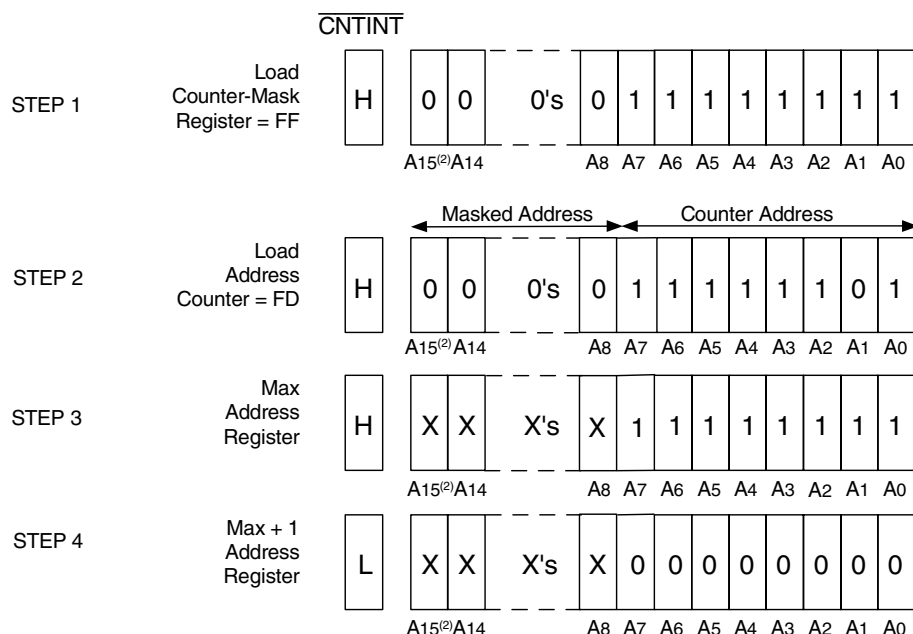 CNTINT
STEP 1
Load
Counter-Mask
Register = FF
H 0 0 0's 0 1 1 1 1 1 1 1 1
A15(2) A14 A8 A7 A6 A5 A4 A3 A2 A1 A0
Masked Address Counter Address
STEP 2
Load
Address
Counter = FD
H 0 0 0's 0 1 1 1 1 1 1 0 1
A15(2) A14 A8 A7 A6 A5 A4 A3 A2 A1 A0
STEP 3
Max
Address
Register
H X X X's X 1 1 1 1 1 1 1 1
A15(2) A14 A8 A7 A6 A5 A4 A3 A2 A1 A0
STEP 4
Max + 1
Address
Register
L X X X's X 0 0 0 0 0 0 0 0
A15(2) A14 A8 A7 A6 A5 A4 A3 A2 A1 A0